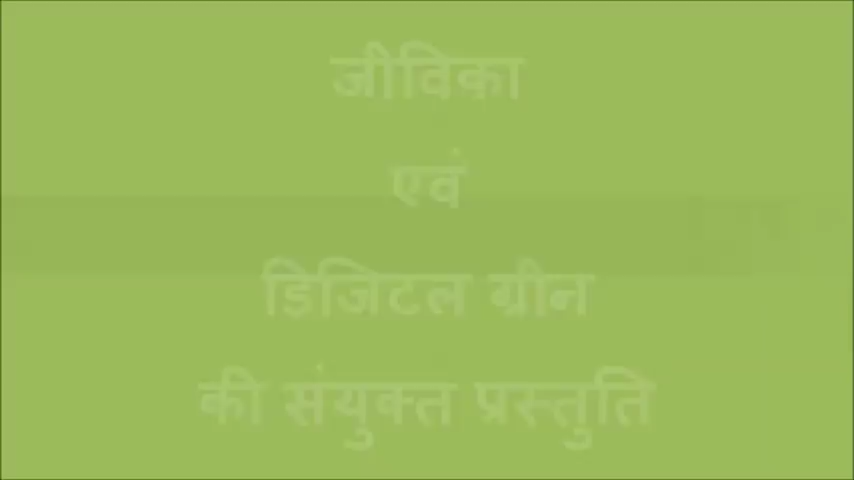 जीविका
एवं
डिजिटल ग्रीन
की संयुक्त प्रस्तुति